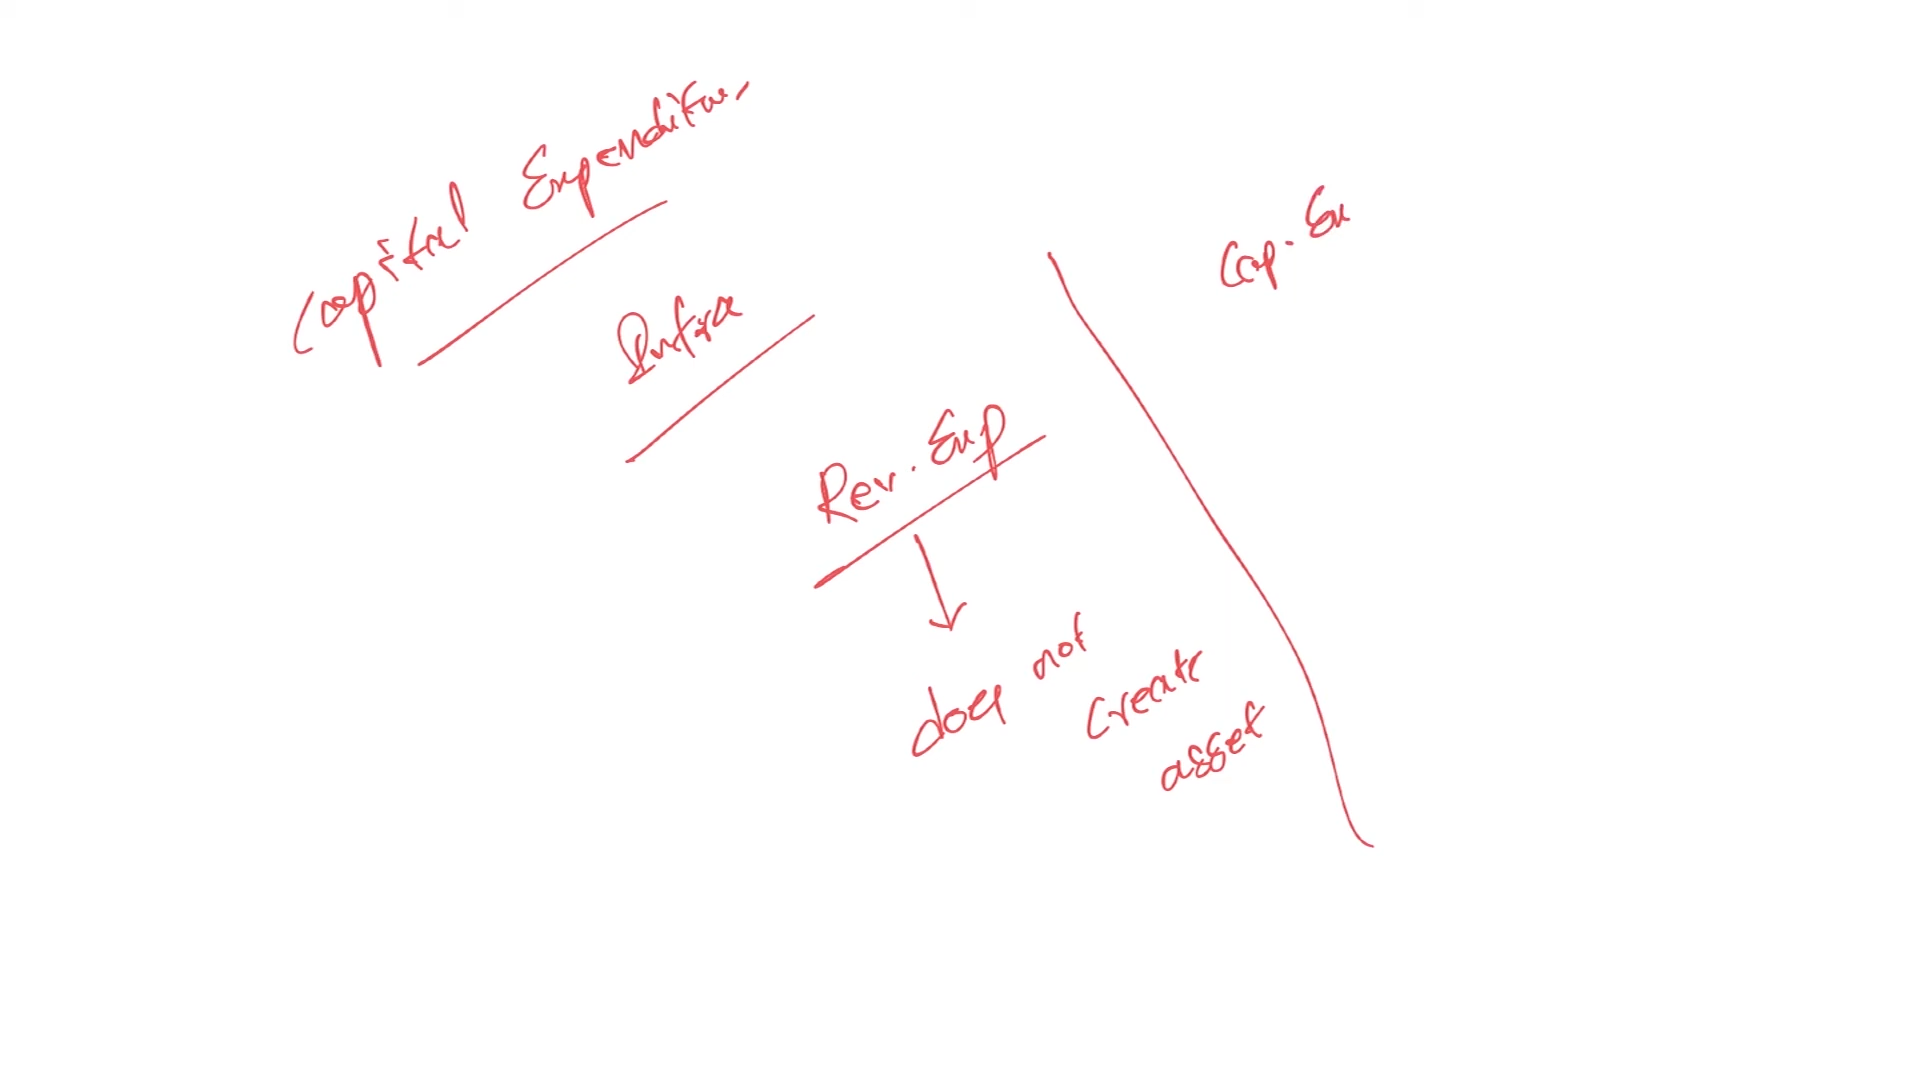 Capital Expenditure
Infra
Rev. Exp
does not
create
asset
Cap. Ex